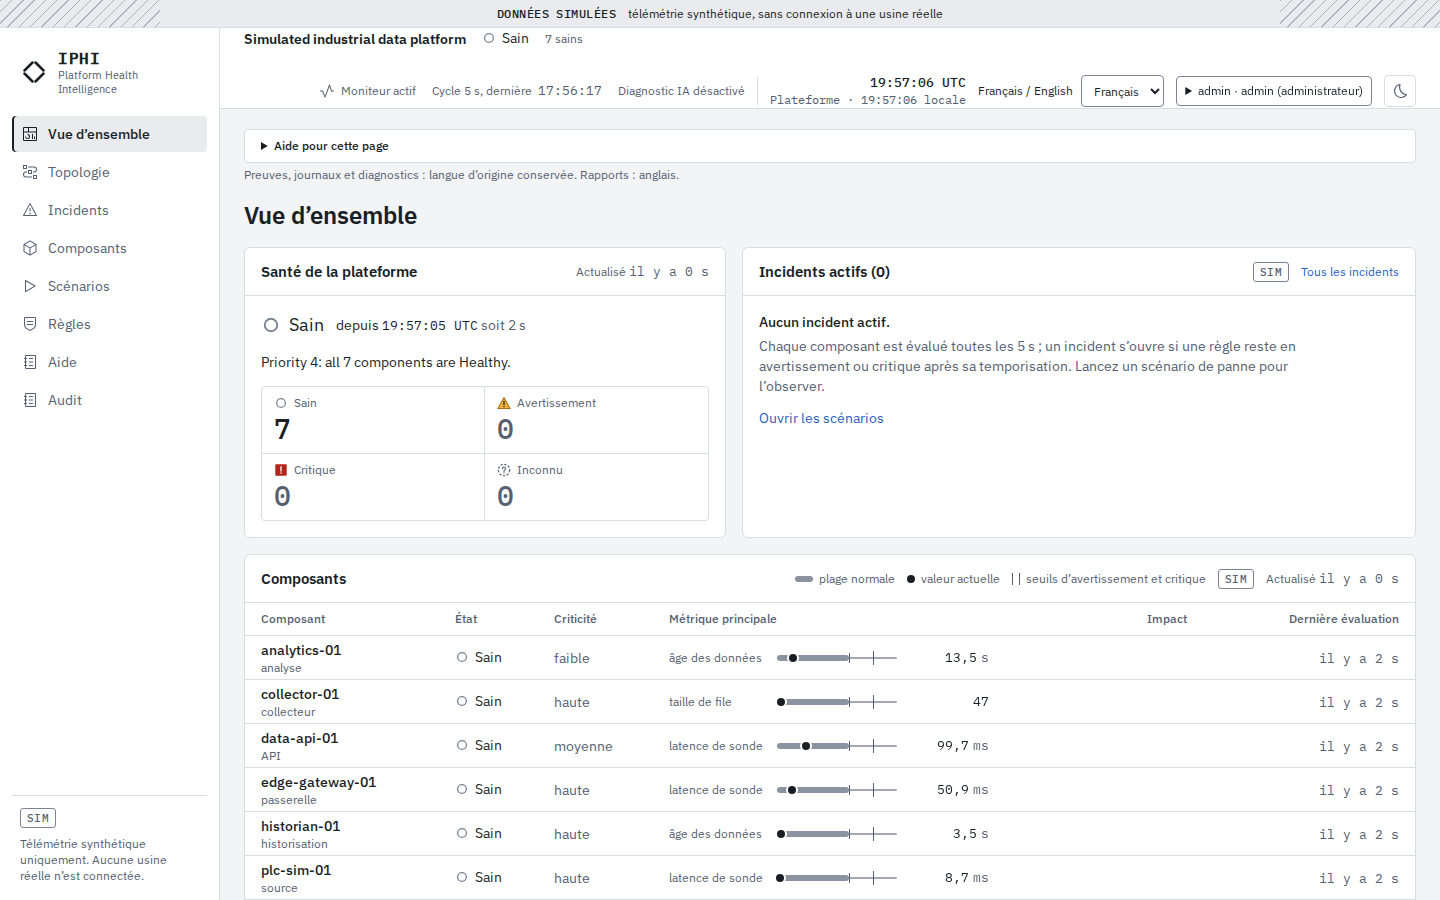 DONNÉES SIMULÉES télémétrie synthétique, sans connexion à une usine réelle
IPHI
Platform Health
Intelligence
Vue d’ensemble
Topologie
Incidents
Composants
Scénarios
Règles
Aide
Audit
SIM
Télémétrie synthétique
uniquement. Aucune usine
réelle n’est connectée.
Simulated industrial data platform Sain 7 sains
Moniteur actif Cycle 5 s, dernière 17:56:17 Diagnostic IA désactivé
19:57:06 UTC
Plateforme · 19:57:06 locale
Français / English Français admin · admin (administrateur)
Aide pour cette page
Preuves, journaux et diagnostics : langue d’origine conservée. Rapports : anglais.
Vue d’ensemble
Santé de la plateforme Actualisé il y a 0 s
Sain depuis 19:57:05 UTC soit 2 s
Priority 4: all 7 components are Healthy.
Sain
7
Avertissement
0
Critique
0
Inconnu
0
Incidents actifs (0) SIM Tous les incidents
Aucun incident actif.
Chaque composant est évalué toutes les 5 s ; un incident s’ouvre si une règle reste en
avertissement ou critique après sa temporisation. Lancez un scénario de panne pour
l’observer.
Ouvrir les scénarios
Composants plage normale valeur actuelle seuils d’avertissement et critique SIM Actualisé il y a 0 s
Composant État Criticité Métrique principale Impact Dernière évaluation
analytics-01 Sain faible âge des données 13,5 s il y a 2 s
analyse
collector-01 Sain haute taille de file 47 il y a 2 s
collecteur
data-api-01 Sain moyenne latence de sonde 99,7 ms il y a 2 s
API
edge-gateway-01 Sain haute latence de sonde 50,9 ms il y a 2 s
passerelle
historian-01 Sain haute âge des données 3,5 s il y a 2 s
historisation
plc-sim-01 Sain haute latence de sonde 8,7 ms il y a 2 s
source